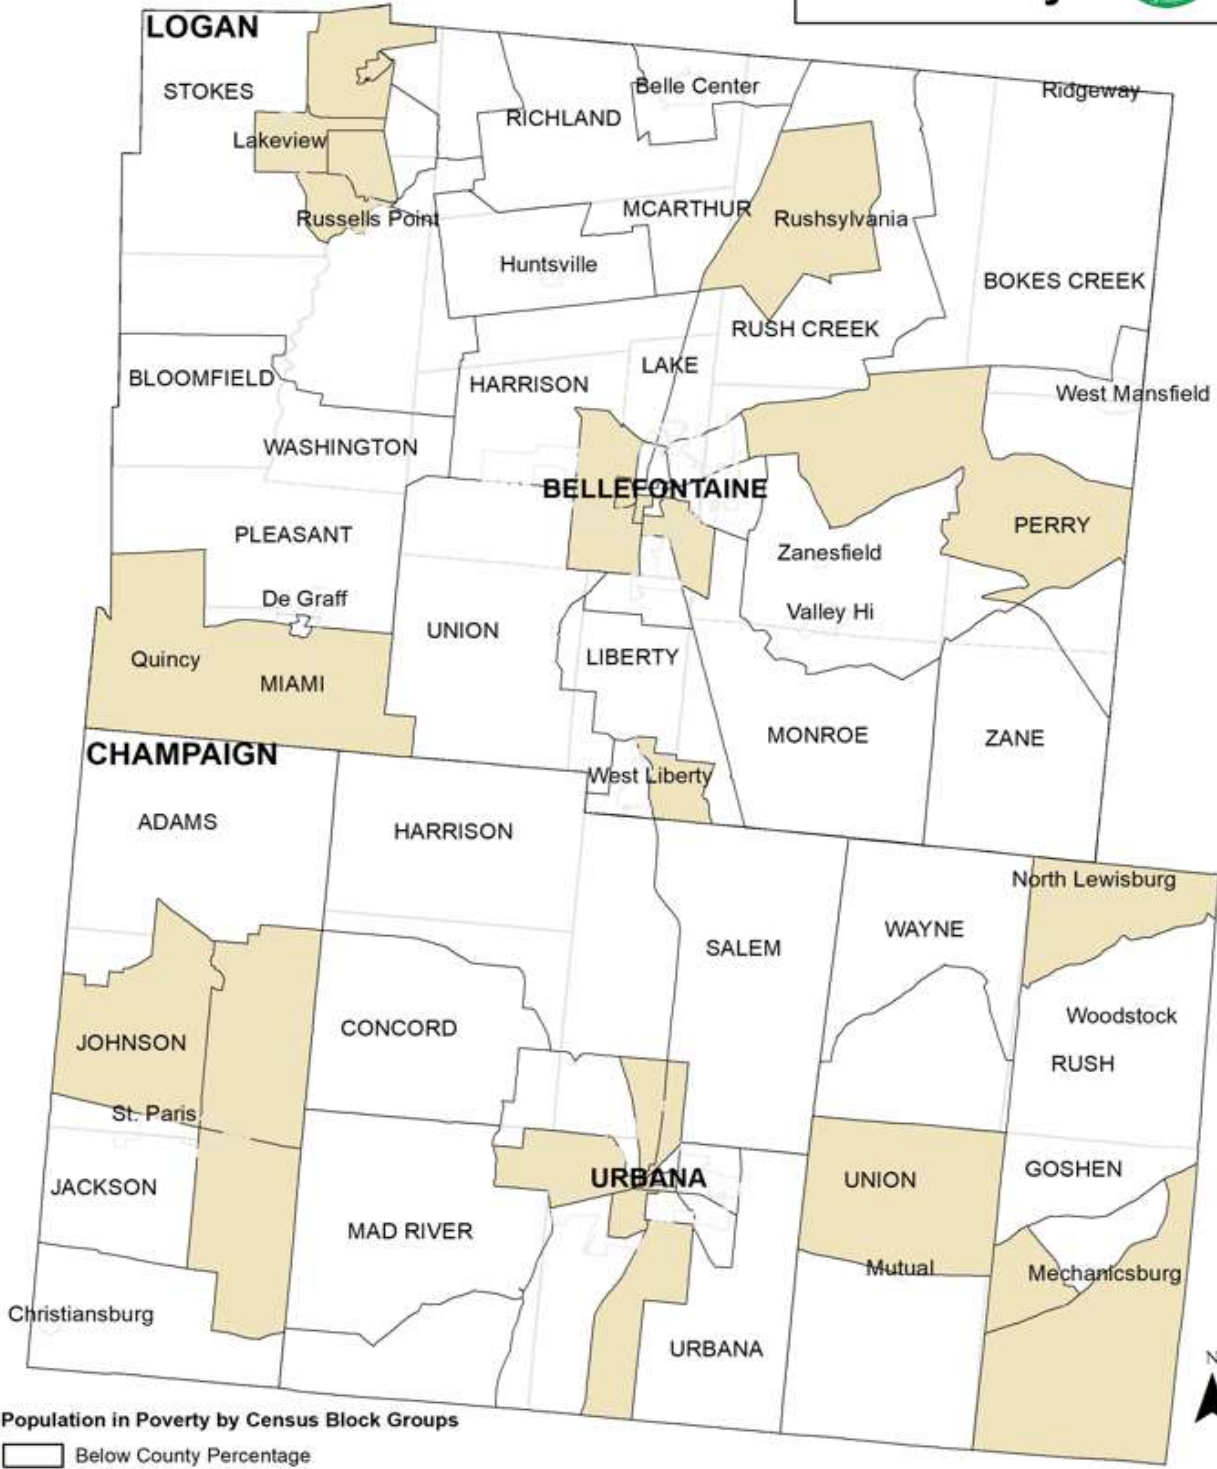 LOGAN
STOKES
Belle Center
Ridgeway
RICHLAND
Lakeview
MCARTHUR
Russells Point
Rushsylvania
Huntsville
BOKES CREEK
RUSH CREEK
LAKE
BLOOMFIELD
HARRISON
West Mansfield
WASHINGTON
BELLEFONTAINE
PERRY
PLEASANT
Zanesfield
De Graff
Valley Hi
UNION
Quincy
LIBERTY
MIAMI
MONROE
ZANE
CHAMPAIGN
West Liberty
ADAMS
HARRISON
North Lewisburg
WAYNE
SALEM
Woodstock
CONCORD
JOHNSON
RUSH
St. Paris
GOSHEN
URBANA
UNION
JACKSON
MAD RIVER
Mutual
Mechanicsburg
Christiansburg
URBANA
N
Population in Poverty by Census Block Groups
Below County Percentage